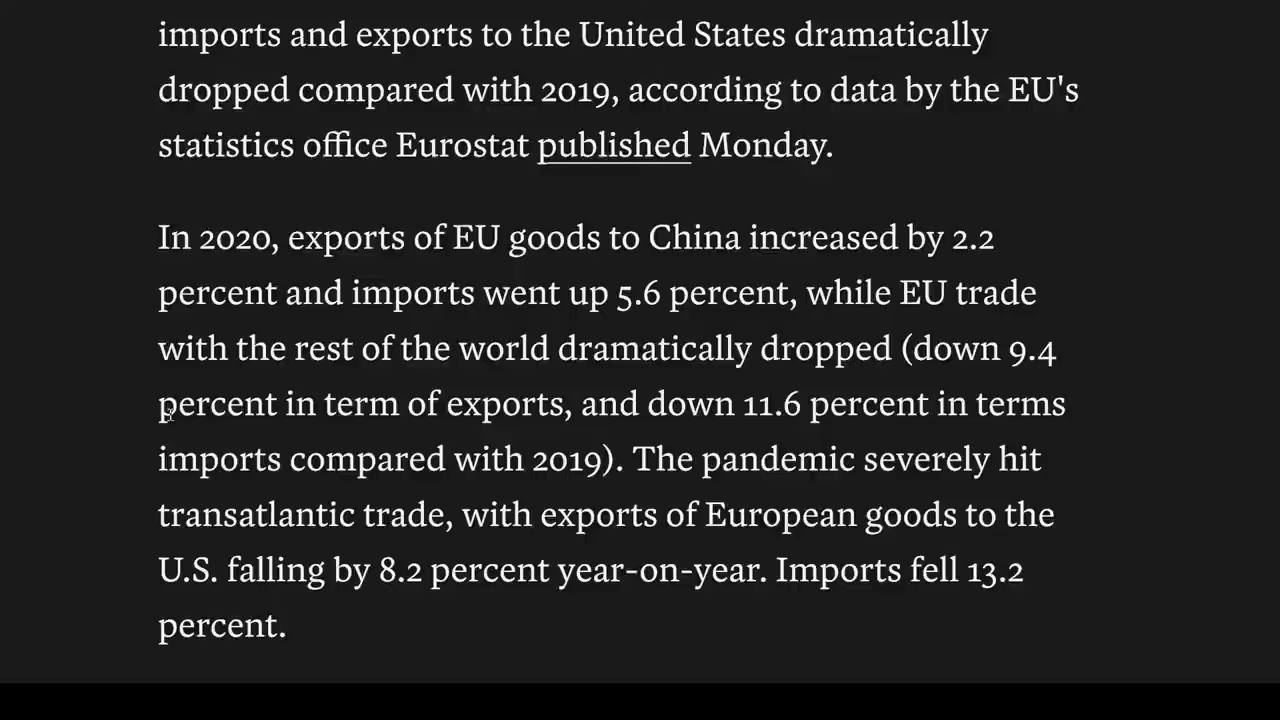 imports and exports to the United States dramatically
dropped compared with 2019, according to data by the EU's
statistics office Eurostat published Monday.
In 2020, exports of EU goods to China increased by 2.2
percent and imports went up 5.6 percent, while EU trade
with the rest of the world dramatically dropped (down 9.4
percent in term of exports, and down 11.6 percent in terms
imports compared with 2019). The pandemic severely hit
transatlantic trade, with exports of European goods to the
U.S. falling by 8.2 percent year-on-year. Imports fell 13.2
percent.